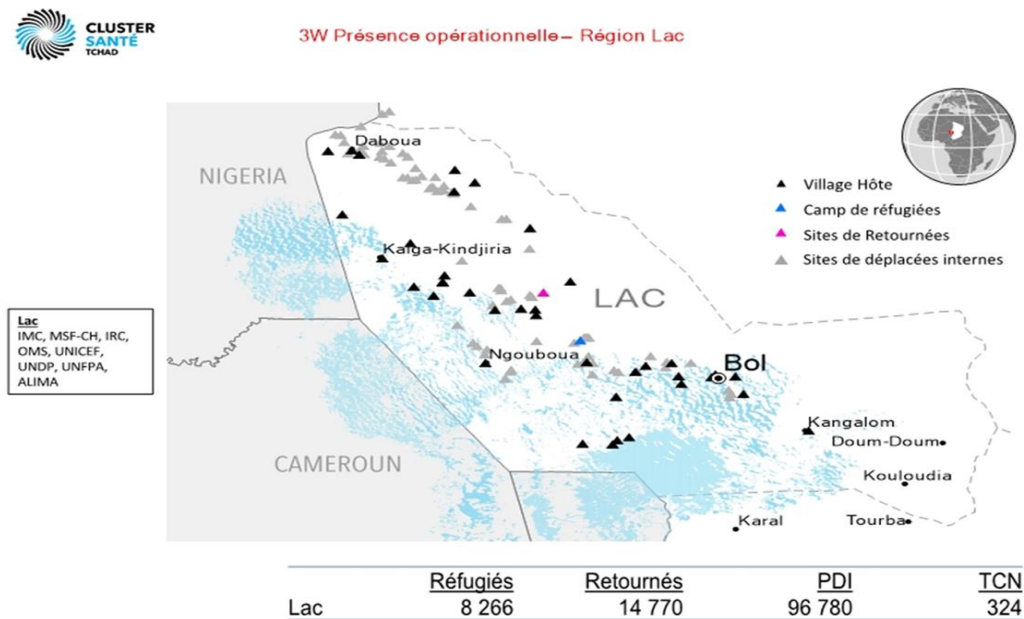 CLUSTER
SANTÉ
TCHAD
3W Présence opérationnelle – Région Lac
Daboua
NIGERIA
Village Hôte
Camp de réfugiées
Sites de Retournées
Sites de déplacées internes
Kaiga-Kindjiria
LAC
Lac
IMC, MSF-CH, IRC,
OMS, UNICEF,
UNDP, UNFPA,
ALIMA
Ngouboua
Bol
Kangalom
Doum-Doum
CAMEROUN
Kouloudia
Karal
Tourba
Réfugiés Retournés PDI TCN
Lac 8 266 14 770 96 780 324